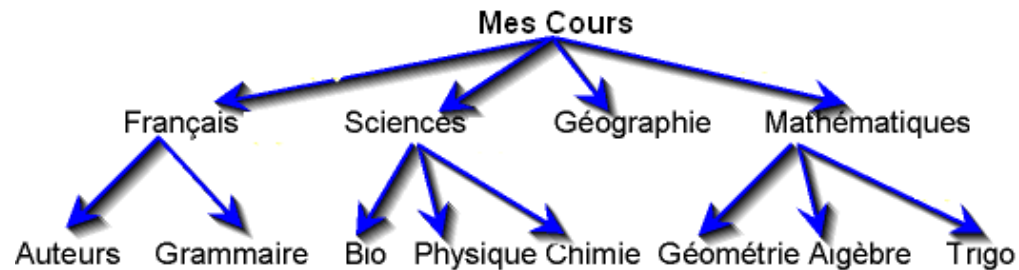 Mes Cours
Français Sciences Géographie Mathématiques
Auteurs Grammaire Bio Physique Chimie Géométrie Algèbre Trigo